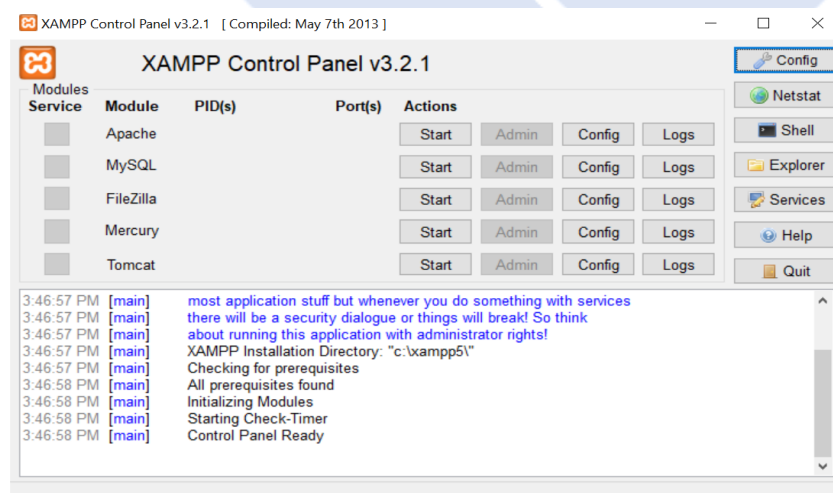 XAMPP Control Panel v3.2.1 [ Compiled: May 7th 2013 ]
XAMPP Control Panel v3.2.1
Config
Modules
Service Module PID(s) Port(s) Actions
Netstat
Apache Start Admin Config Logs
Shell
MySQL Start Admin Config Logs
Explorer
FileZilla Start Admin Config Logs
Services
Mercury Start Admin Config Logs
Help
Tomcat Start Admin Config Logs
Quit
3:46:57 PM [main] most application stuff but whenever you do something with services
3:46:57 PM [main] there will be a security dialogue or things will break! So think
3:46:57 PM [main] about running this application with administrator rights!
3:46:57 PM [main] XAMPP Installation Directory: "c:\xampp5\"
3:46:57 PM [main] Checking for prerequisites
3:46:58 PM [main] All prerequisites found
3:46:58 PM [main] Initializing Modules
3:46:58 PM [main] Starting Check-Timer
3:46:58 PM [main] Control Panel Ready